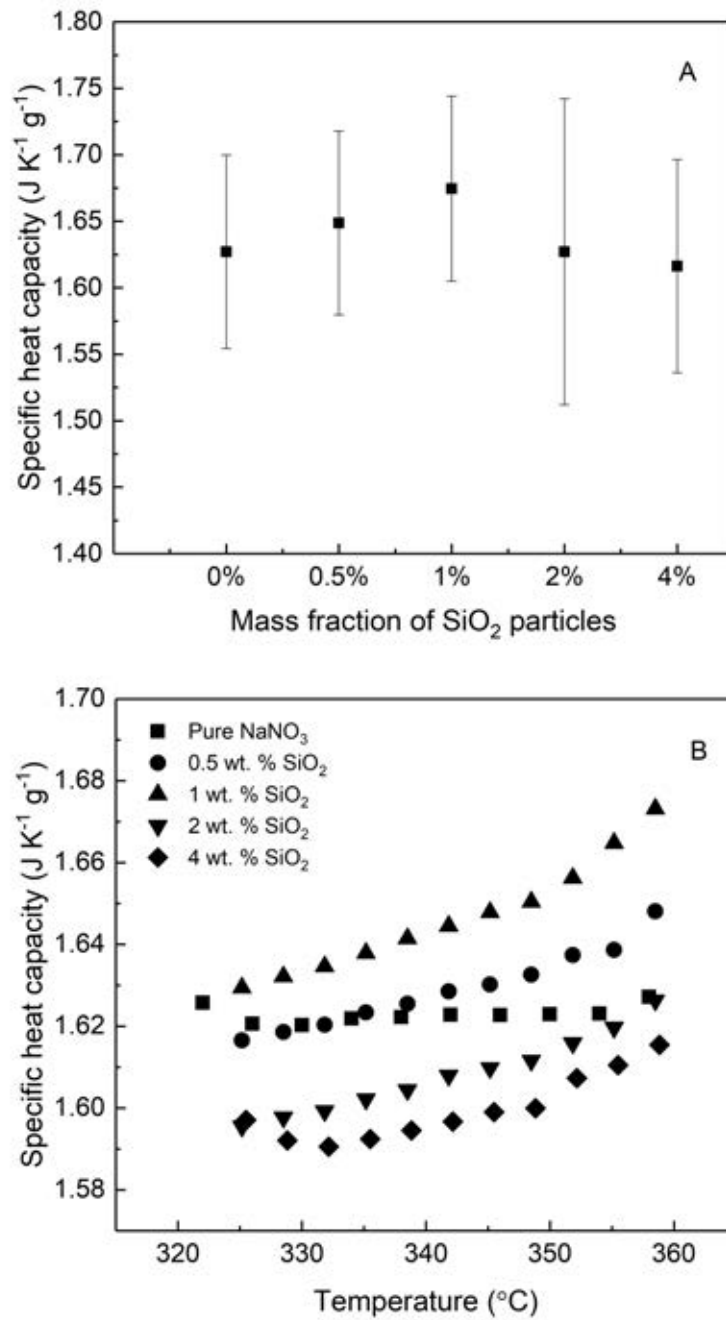 A
Specific heat capacity (J K⁻¹ g⁻¹)
1.80
1.75
1.70
1.65
1.60
1.55
1.50
1.45
1.40
0% 0.5% 1% 2% 4%
Mass fraction of SiO₂ particles
B
Specific heat capacity (J K⁻¹ g⁻¹)
1.70
1.68
1.66
1.64
1.62
1.60
1.58
Pure NaNO₃
0.5 wt. % SiO₂
1 wt. % SiO₂
2 wt. % SiO₂
4 wt. % SiO₂
320 330 340 350 360
Temperature (°C)